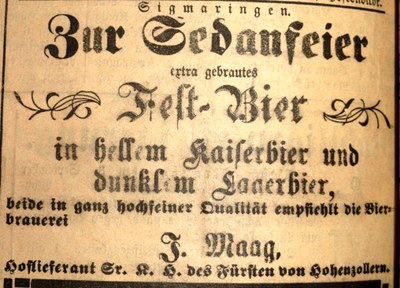 Sigmaringen.
Zur Sedanfeier
extra gebrautes
Fest-Bier
in hellem Kaiserbier und
dunklem Lagerbier,
beide in ganz hochfeiner Qualität empfiehlt die Bier-
brauerei
J. Maag,
Hoflieferant Sr. K. H. des Fürsten von Hohenzollern.